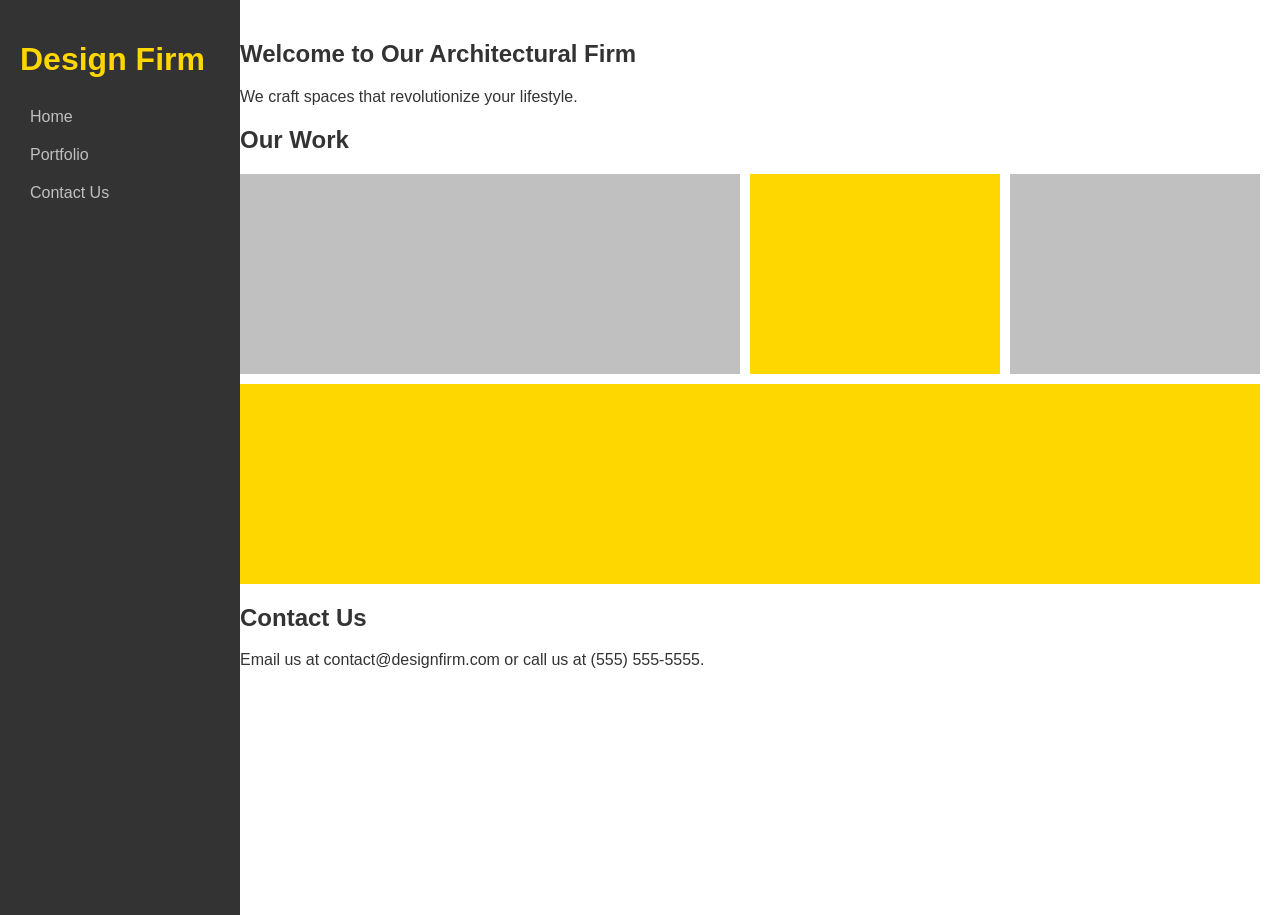 Design Firm
Home
Portfolio
Contact Us
Welcome to Our Architectural Firm
We craft spaces that revolutionize your lifestyle.
Our Work
Contact Us
Email us at contact@designfirm.com or call us at (555) 555-5555.